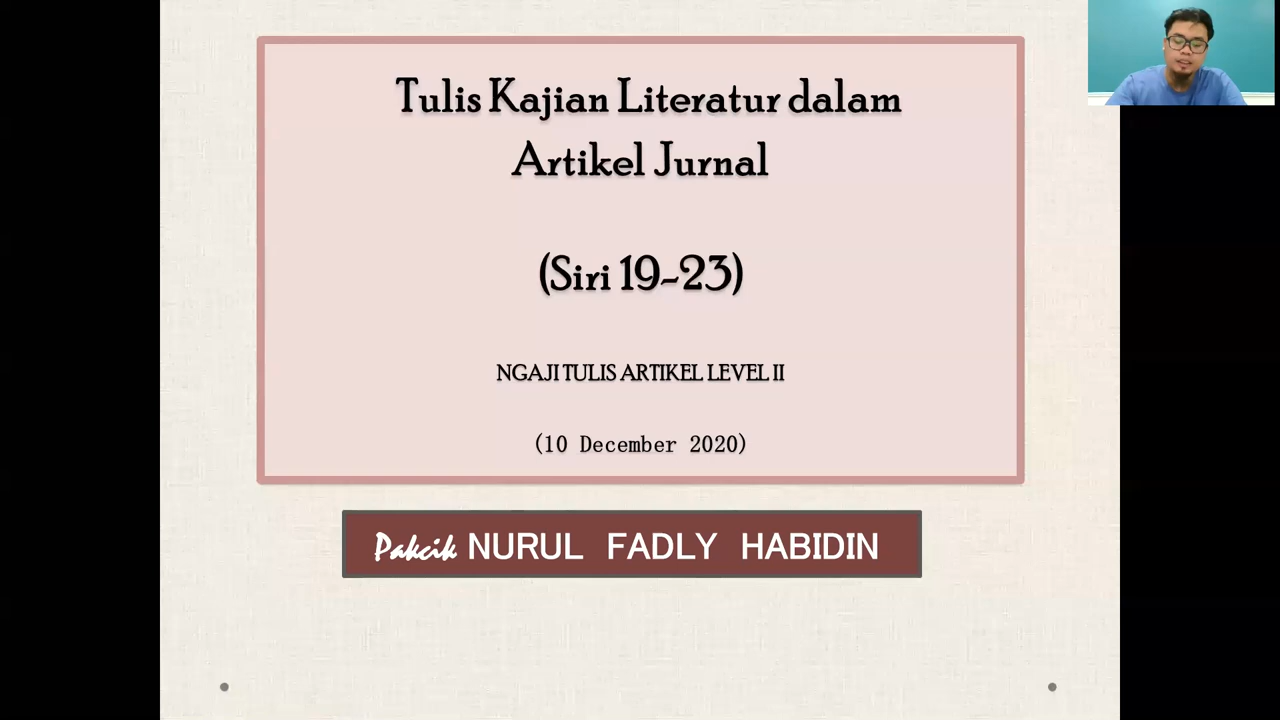 Tulis Kajian Literatur dalam
Artikel Jurnal
(Siri 19-23)
NGAJI TULIS ARTIKEL LEVEL II
(10 December 2020)
Pakcik NURUL FADLY HABIDIN